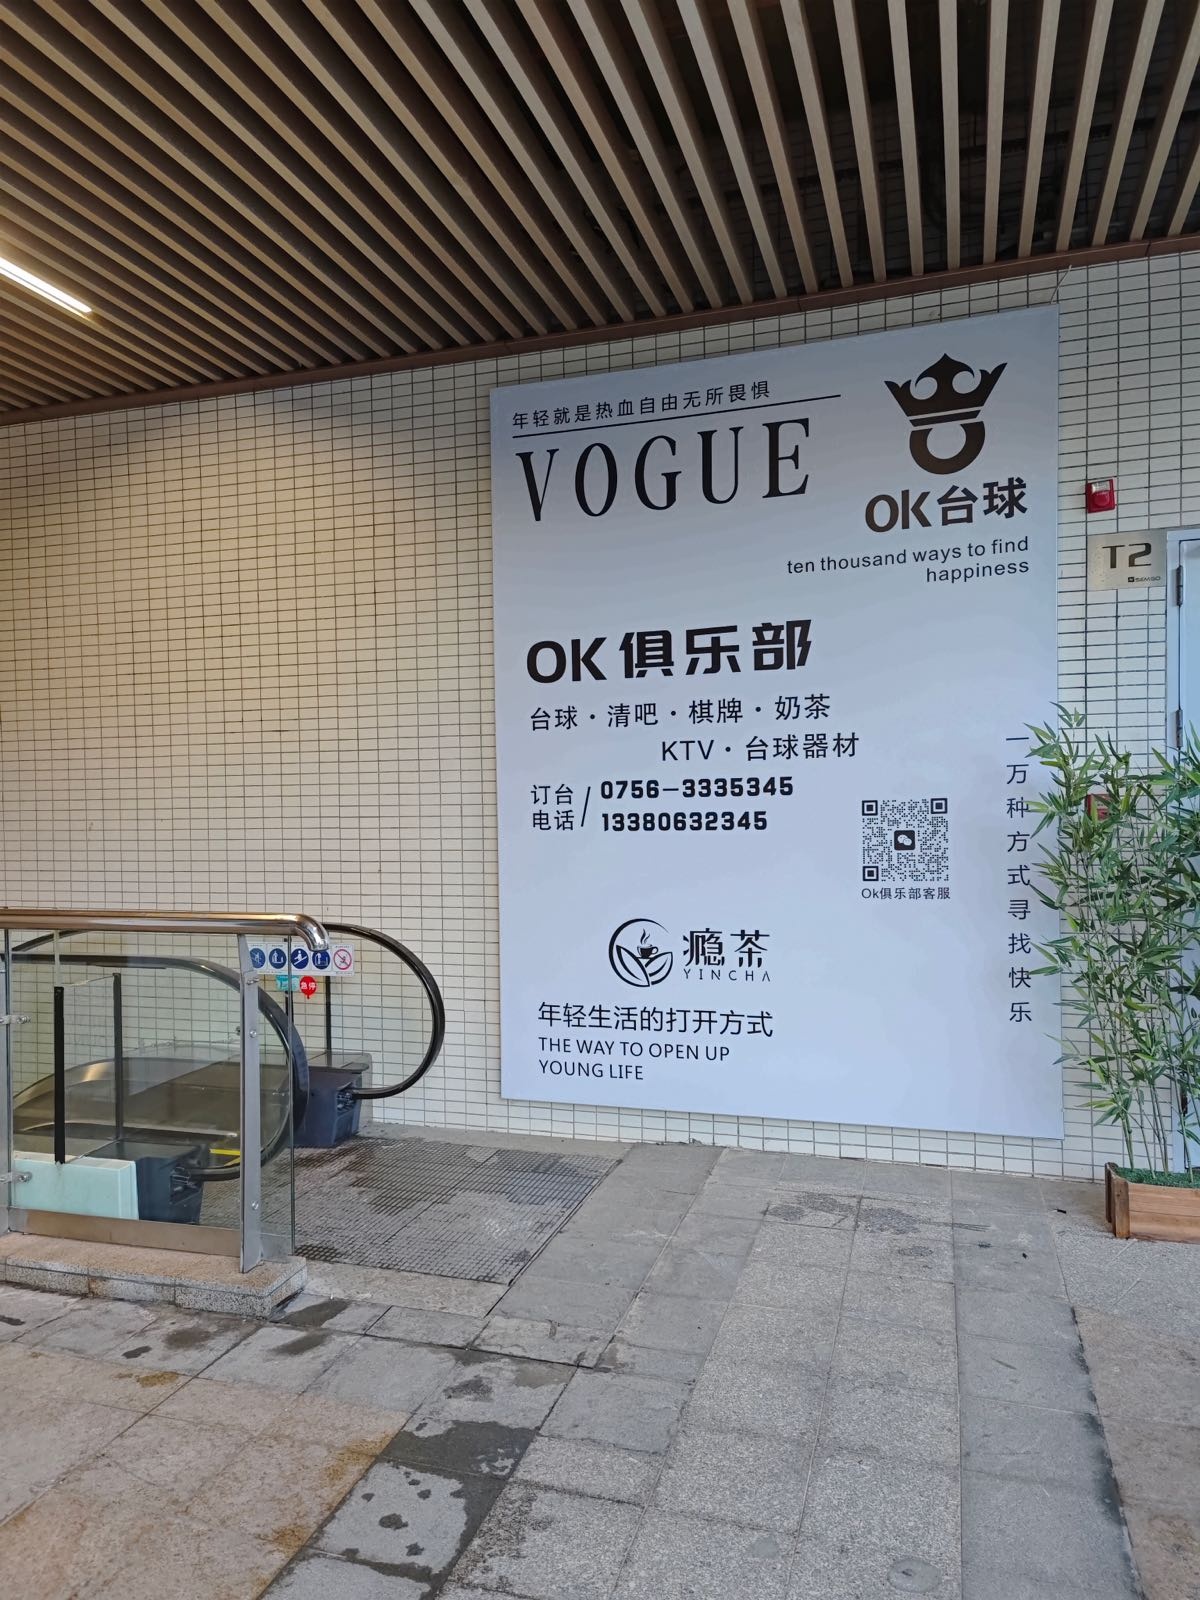 年轻就是热血自由无所畏惧
VOGUE
OK台球
ten thousand ways to find
happiness
T2
SEMGO
OK俱乐部
台球·清吧·棋牌·奶茶
KTV·台球器材
订台
电话
0756-3335345
13380632345
Ok俱乐部客服
一万种方式寻找快乐
瘾茶
YINCHA
年轻生活的打开方式
THE WAY TO OPEN UP
YOUNG LIFE
急停